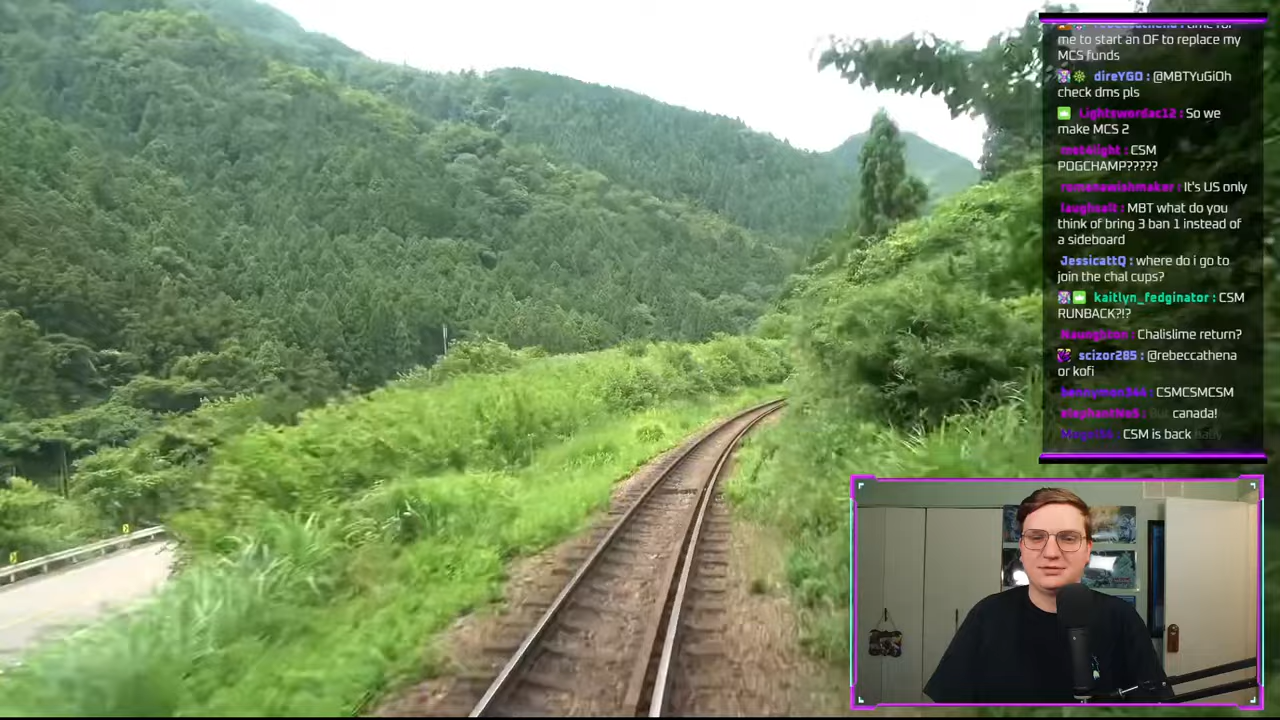 me to start an OF to replace my
MCS funds
direYGO : @MBTYuGiOh
check dms pls
Lightswordac12 : So we
make MCS 2
CSM
POGCHAMP?????
It's US only
MBT what do you
think of bring 3 ban 1 instead of
a sideboard
JessicattQ : where do i go to
join the chal cups?
kaitlyn_fedginator : CSM
RUNBACK?!?
Chalislime return?
scizor285 : @rebeccathena
or kofi
CSMCSMCSM
elephantNo5 : But canada!
CSM is back baby